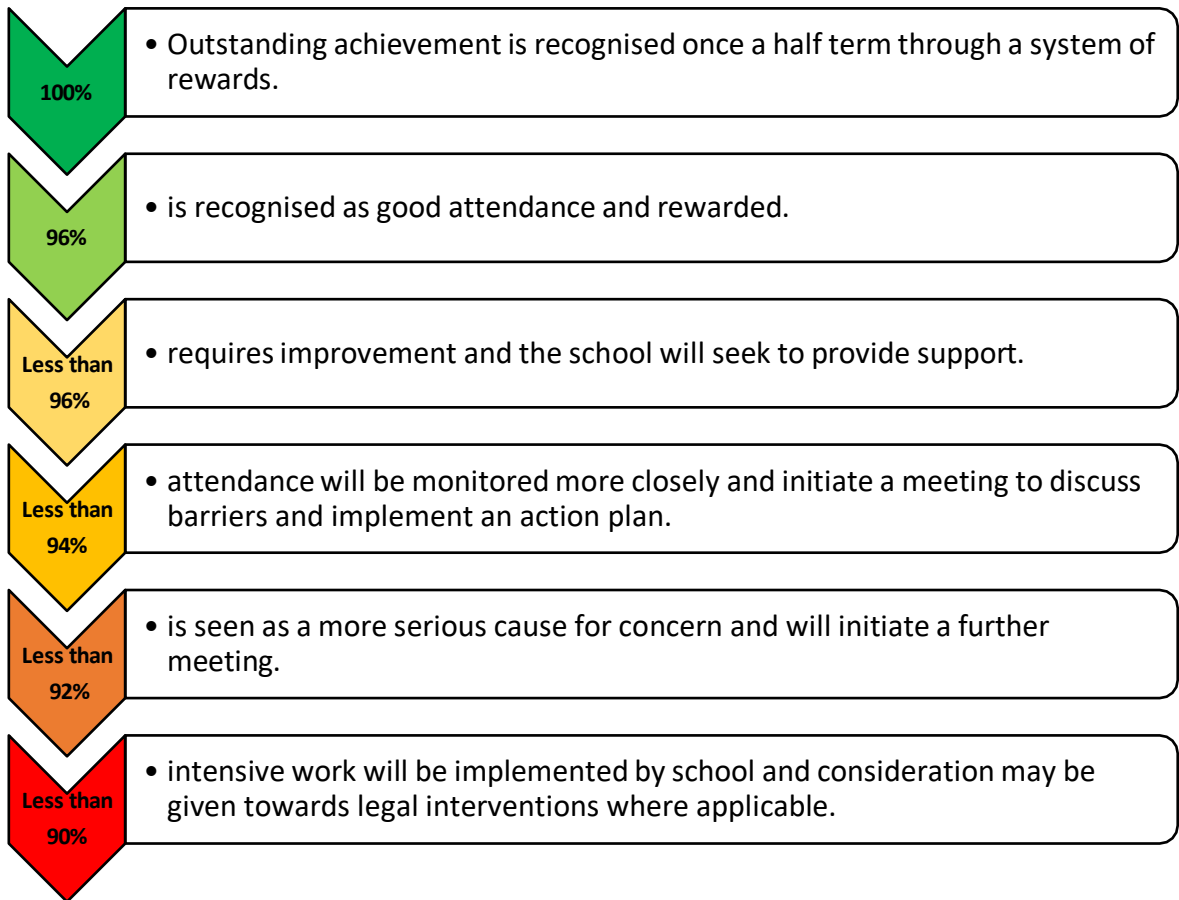 100%
• Outstanding achievement is recognised once a half term through a system of
rewards.
96%
• is recognised as good attendance and rewarded.
Less than
96%
• requires improvement and the school will seek to provide support.
Less than
94%
• attendance will be monitored more closely and initiate a meeting to discuss
barriers and implement an action plan.
Less than
92%
• is seen as a more serious cause for concern and will initiate a further
meeting.
Less than
90%
• intensive work will be implemented by school and consideration may be
given towards legal interventions where applicable.